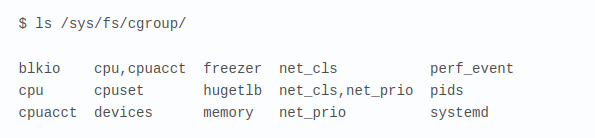 $ ls /sys/fs/cgroup/
blkio cpu,cpuacct freezer net_cls perf_event
cpu cpuset hugetlb net_cls,net_prio pids
cpuacct devices memory net_prio systemd